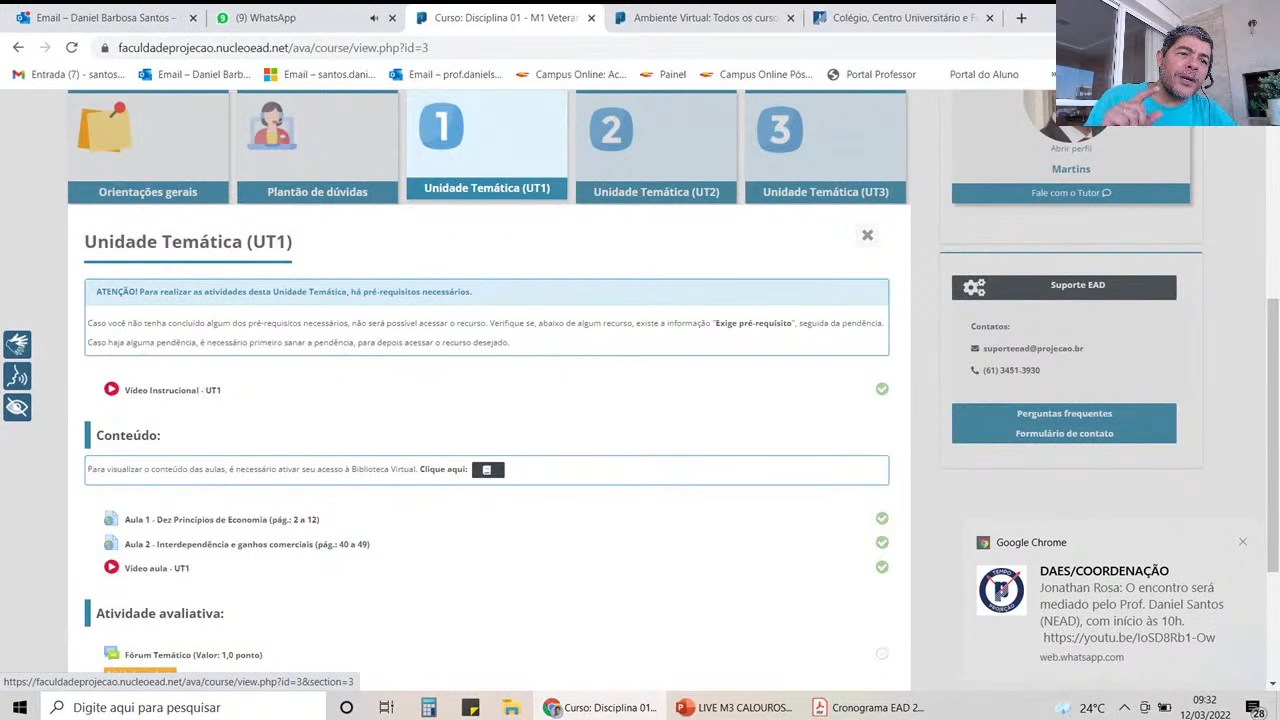 Email – Daniel Barbosa Santos –
(9) WhatsApp
Curso: Disciplina 01 - M1 Veteran
Ambiente Virtual: Todos os curso
Colégio, Centro Universitário e F
faculdadeprojecao.nucleoead.net/ava/course/view.php?id=3
Entrada (7) - santos...
Email – Daniel Barb...
Email – santos.dani...
Email – prof.daniels...
Campus Online: Ac...
Painel
Campus Online Pós...
Portal Professor
Portal do Aluno
»
1
2
3
Orientações gerais
Plantão de dúvidas
Unidade Temática (UT1)
Unidade Temática (UT2)
Unidade Temática (UT3)
Abrir perfil
Martins
Fale com o Tutor
Unidade Temática (UT1)
ATENÇÃO! Para realizar as atividades desta Unidade Temática, há pré-requisitos necessários.
Caso você não tenha concluído algum dos pré-requisitos necessários, não será possível acessar o recurso. Verifique se, abaixo de algum recurso, existe a informação "Exige pré-requisito", seguida da pendência.
Caso haja alguma pendência, é necessário primeiro sanar a pendência, para depois acessar o recurso desejado.
Vídeo Instrucional - UT1
Conteúdo:
Para visualizar o conteúdo das aulas, é necessário ativar seu acesso à Biblioteca Virtual. Clique aqui:
Aula 1 - Dez Princípios de Economia (pág.: 2 a 12)
Aula 2 - Interdependência e ganhos comerciais (pág.: 40 a 49)
Vídeo aula - UT1
Atividade avaliativa:
Fórum Temático (Valor: 1,0 ponto)
Suporte EAD
Contatos:
suporteead@projecao.br
(61) 3451-3930
Perguntas frequentes
Formulário de contato
Google Chrome
DAES/COORDENAÇÃO
Jonathan Rosa: O encontro será
mediado pelo Prof. Daniel Santos
(NEAD), com início às 10h.
https://youtu.be/IoSD8Rb1-Ow
web.whatsapp.com
https://faculdadeprojecao.nucleoead.net/ava/course/view.php?id=3&section=3
Digite aqui para pesquisar
Curso: Disciplina 01...
LIVE M3 CALOUROS...
Cronograma EAD 2...
24°C
09:32
12/03/2022
28